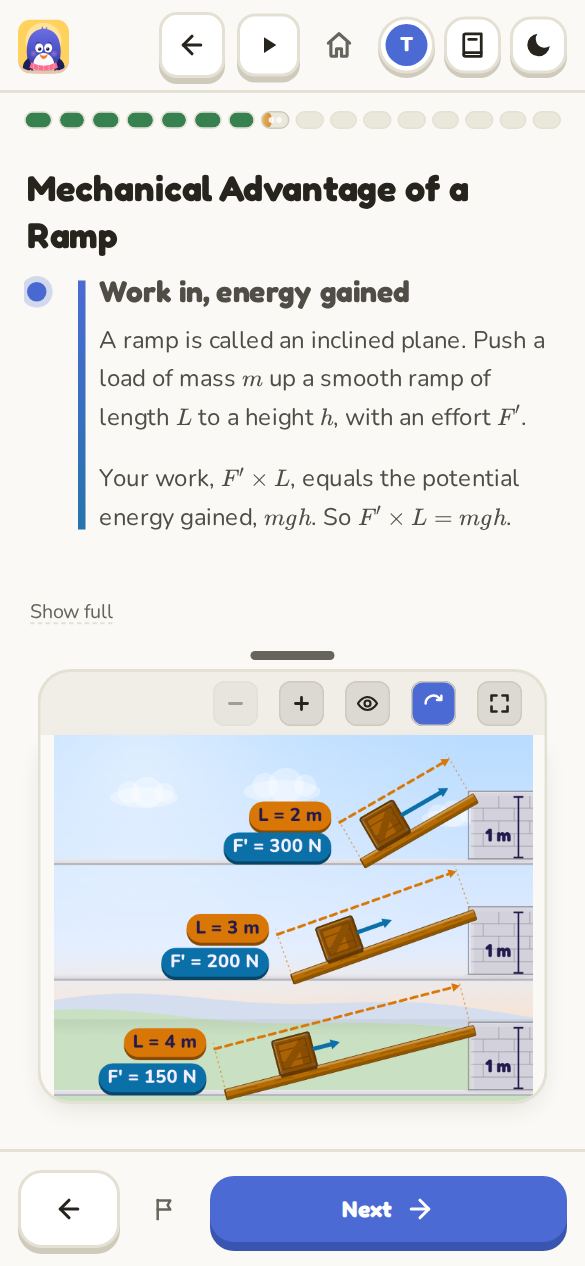 T
Mechanical Advantage of a
Ramp
Work in, energy gained
A ramp is called an inclined plane. Push a
load of mass m up a smooth ramp of
length L to a height h, with an effort F′.
Your work, F′ × L, equals the potential
energy gained, mgh. So F′ × L = mgh.
Show full
L = 2 m
F' = 300 N
1 m
L = 3 m
F' = 200 N
1 m
L = 4 m
F' = 150 N
1 m
Next